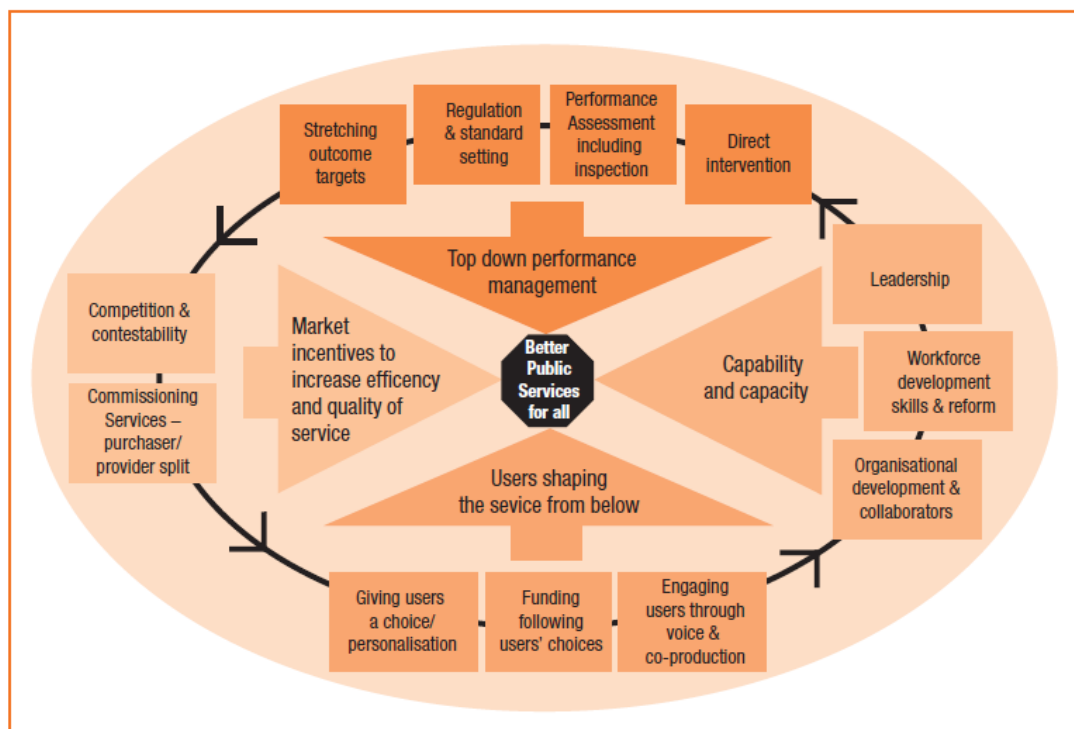 Stretching
outcome
targets
Regulation
& standard
setting
Performance
Assessment
including
inspection
Direct
intervention
Top down performance
management
Competition &
contestability
Commissioning
Services –
purchaser/
provider split
Market
incentives to
increase efficency
and quality of
service
Better
Public
Services
for all
Capability
and capacity
Leadership
Workforce
development
skills & reform
Organisational
development &
collaborators
Users shaping
the sevice from below
Giving users
a choice/
personalisation
Funding
following
users’ choices
Engaging
users through
voice &
co-production